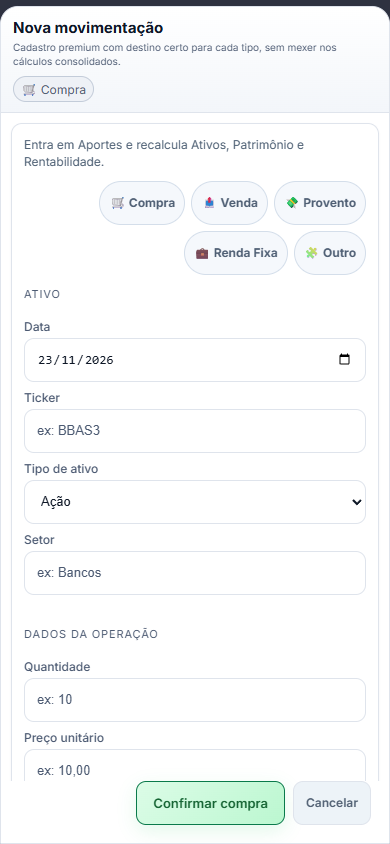 Nova movimentação
Cadastro premium com destino certo para cada tipo, sem mexer nos
cálculos consolidados.
Compra
Entra em Aportes e recalcula Ativos, Patrimônio e
Rentabilidade.
Compra Venda Provento
Renda Fixa Outro
ATIVO
Data
23/11/2026
Ticker
ex: BBAS3
Tipo de ativo
Ação
Setor
ex: Bancos
DADOS DA OPERAÇÃO
Quantidade
ex: 10
Preço unitário
ex: 10,00
Confirmar compra Cancelar